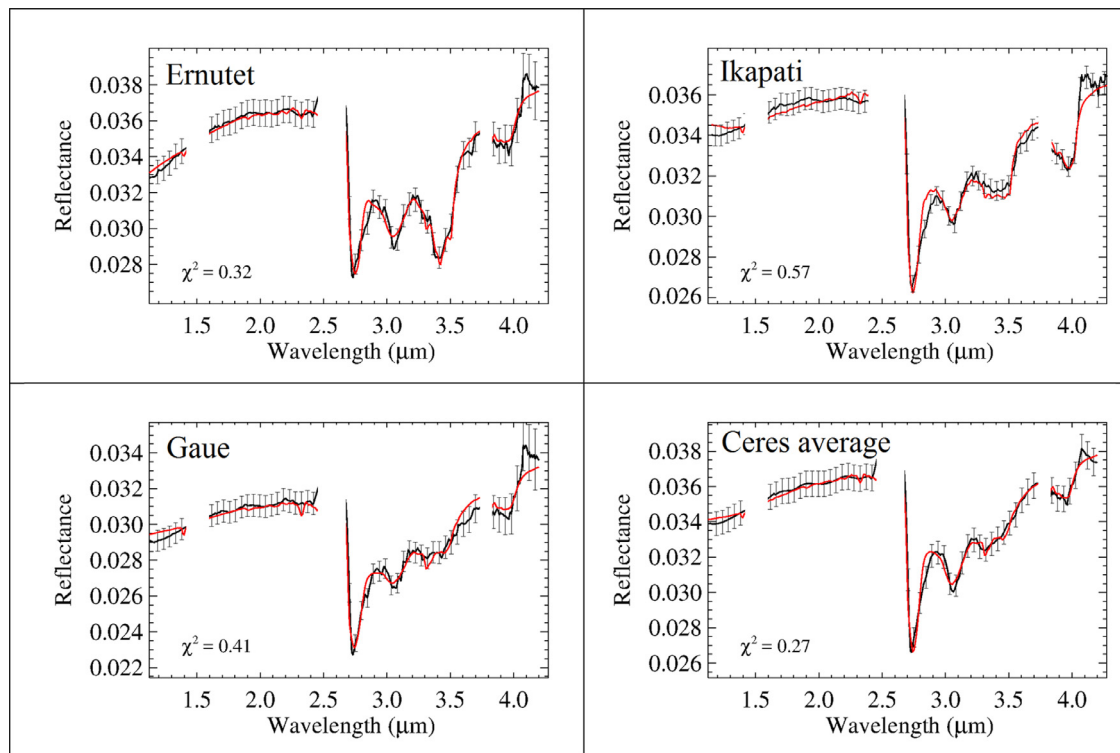 Ernutet
Reflectance
0.038
0.036
0.034
0.032
0.030
0.028
χ² = 0.32
1.5 2.0 2.5 3.0 3.5 4.0
Wavelength (μm)
Ikapati
Reflectance
0.036
0.034
0.032
0.030
0.028
0.026
χ² = 0.57
1.5 2.0 2.5 3.0 3.5 4.0
Wavelength (μm)
Gaue
Reflectance
0.034
0.032
0.030
0.028
0.026
0.024
0.022
χ² = 0.41
1.5 2.0 2.5 3.0 3.5 4.0
Wavelength (μm)
Ceres average
Reflectance
0.038
0.036
0.034
0.032
0.030
0.028
0.026
χ² = 0.27
1.5 2.0 2.5 3.0 3.5 4.0
Wavelength (μm)